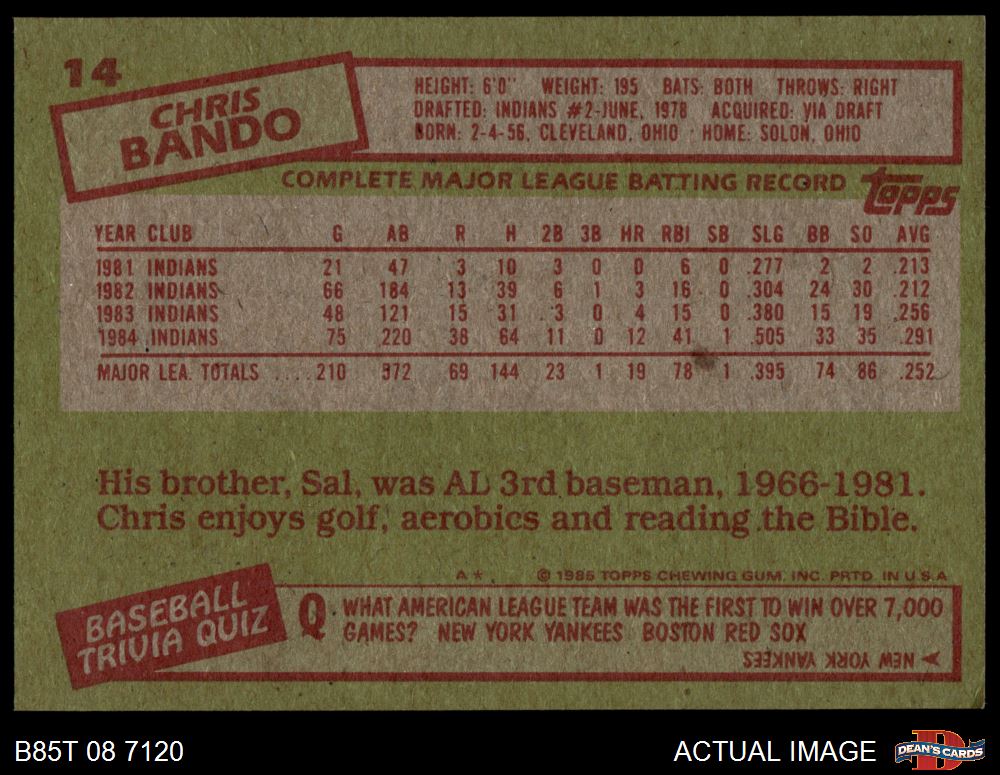 14
CHRIS
BANDO
HEIGHT: 6'0" WEIGHT: 195 BATS: BOTH THROWS: RIGHT
DRAFTED: INDIANS #2-JUNE, 1978 ACQUIRED: VIA DRAFT
BORN: 2-4-56, CLEVELAND, OHIO HOME: SOLON, OHIO
COMPLETE MAJOR LEAGUE BATTING RECORD topps
YEAR CLUB G AB R H 2B 3B HR RBI SB SLG BB SO AVG
1981 INDIANS 21 47 3 10 3 0 0 6 0 .277 2 2 .213
1982 INDIANS 66 184 13 39 6 1 3 16 0 .304 24 30 .212
1983 INDIANS 48 121 15 31 3 0 4 15 0 .380 15 19 .256
1984 INDIANS 75 220 38 64 11 0 12 41 1 .505 33 35 .291
MAJOR LEA. TOTALS ....210 572 69 144 23 1 19 78 1 .395 74 86 .252
His brother, Sal, was AL 3rd baseman, 1966-1981.
Chris enjoys golf, aerobics and reading the Bible.
A* © 1985 TOPPS CHEWING GUM, INC. PRTD. IN U.S.A.
BASEBALL
TRIVIA QUIZ
Q. WHAT AMERICAN LEAGUE TEAM WAS THE FIRST TO WIN OVER 7,000
GAMES? NEW YORK YANKEES BOSTON RED SOX
NEW YORK YANKEES
B85T 08 7120
ACTUAL IMAGE
D
DEAN'S CARDS